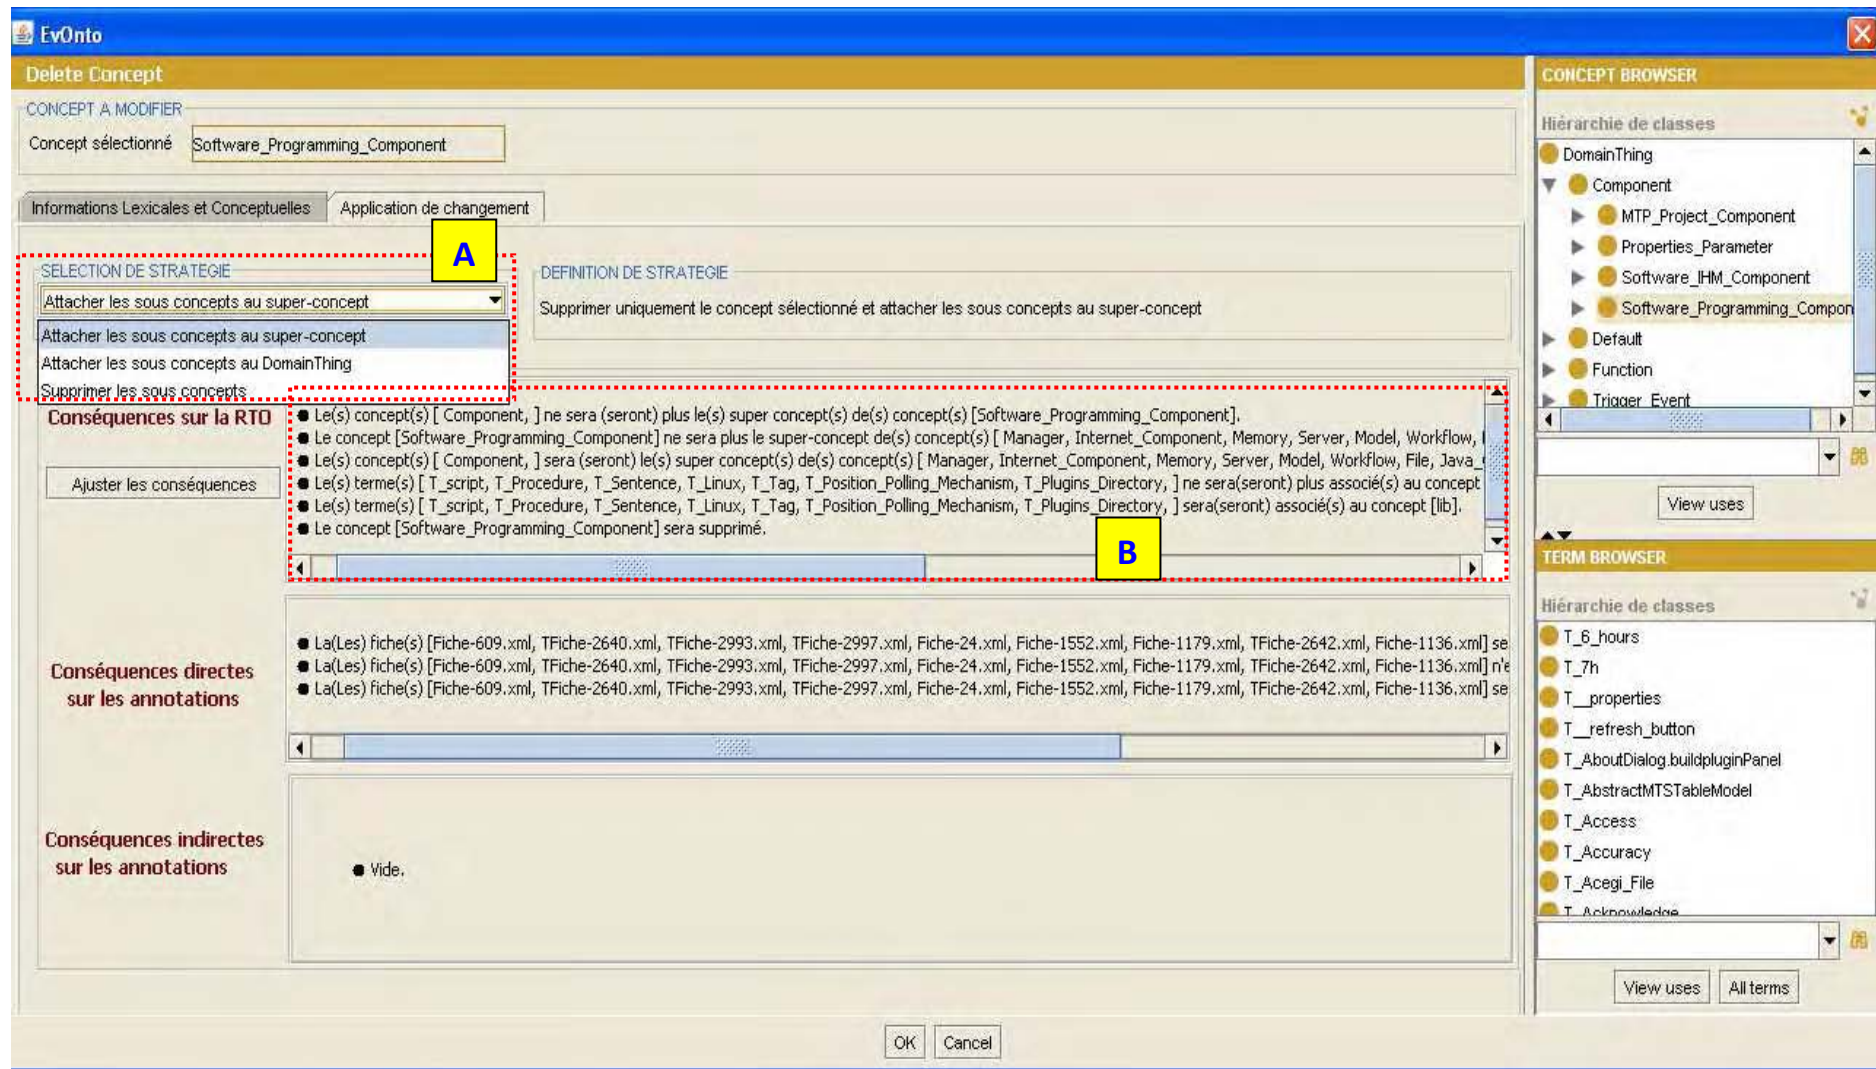 EvOnto
Delete Concept
CONCEPT A MODIFIER
Concept sélectionné Software_Programming_Component
Informations Lexicales et Conceptuelles Application de changement
A
SELECTION DE STRATEGIE
Attacher les sous concepts au super-concept
Attacher les sous concepts au super-concept
Attacher les sous concepts au DomainThing
Supprimer les sous concepts
DEFINITION DE STRATEGIE
Supprimer uniquement le concept sélectionné et attacher les sous concepts au super-concept
Conséquences sur la RTO
Ajuster les conséquences
Le(s) concept(s) [ Component, ] ne sera (seront) plus le(s) super concept(s) de(s) concept(s) [Software_Programming_Component].
Le concept [Software_Programming_Component] ne sera plus le super-concept de(s) concept(s) [ Manager, Internet_Component, Memory, Server, Model, Workflow,
Le(s) concept(s) [ Component, ] sera (seront) le(s) super concept(s) de(s) concept(s) [ Manager, Internet_Component, Memory, Server, Model, Workflow, File, Java_
Le(s) terme(s) [ T_script, T_Procedure, T_Sentence, T_Linux, T_Tag, T_Position_Polling_Mechanism, T_Plugins_Directory, ] ne sera(seront) plus associé(s) au concept
Le(s) terme(s) [ T_script, T_Procedure, T_Sentence, T_Linux, T_Tag, T_Position_Polling_Mechanism, T_Plugins_Directory, ] sera(seront) associé(s) au concept [lib].
Le concept [Software_Programming_Component] sera supprimé.
B
Conséquences directes
sur les annotations
La(Les) fiche(s) [Fiche-609.xml, TFiche-2640.xml, TFiche-2993.xml, TFiche-2997.xml, Fiche-24.xml, Fiche-1552.xml, Fiche-1179.xml, TFiche-2642.xml, Fiche-1136.xml] se
La(Les) fiche(s) [Fiche-609.xml, TFiche-2640.xml, TFiche-2993.xml, TFiche-2997.xml, Fiche-24.xml, Fiche-1552.xml, Fiche-1179.xml, TFiche-2642.xml, Fiche-1136.xml] n'e
La(Les) fiche(s) [Fiche-609.xml, TFiche-2640.xml, TFiche-2993.xml, TFiche-2997.xml, Fiche-24.xml, Fiche-1552.xml, Fiche-1179.xml, TFiche-2642.xml, Fiche-1136.xml] se
Conséquences indirectes
sur les annotations
Vide.
OK Cancel
CONCEPT BROWSER
Hiérarchie de classes
DomainThing
Component
MTP_Project_Component
Properties_Parameter
Software_IHM_Component
Software_Programming_Compon
Default
Function
Trigger_Event
View uses
TERM BROWSER
Hiérarchie de classes
T_6_hours
T_7h
T__properties
T__refresh_button
T_AboutDialog.buildpluginPanel
T_AbstractMTSTableModel
T_Access
T_Accuracy
T_Acegi_File
T_Acknowledge
View uses All terms